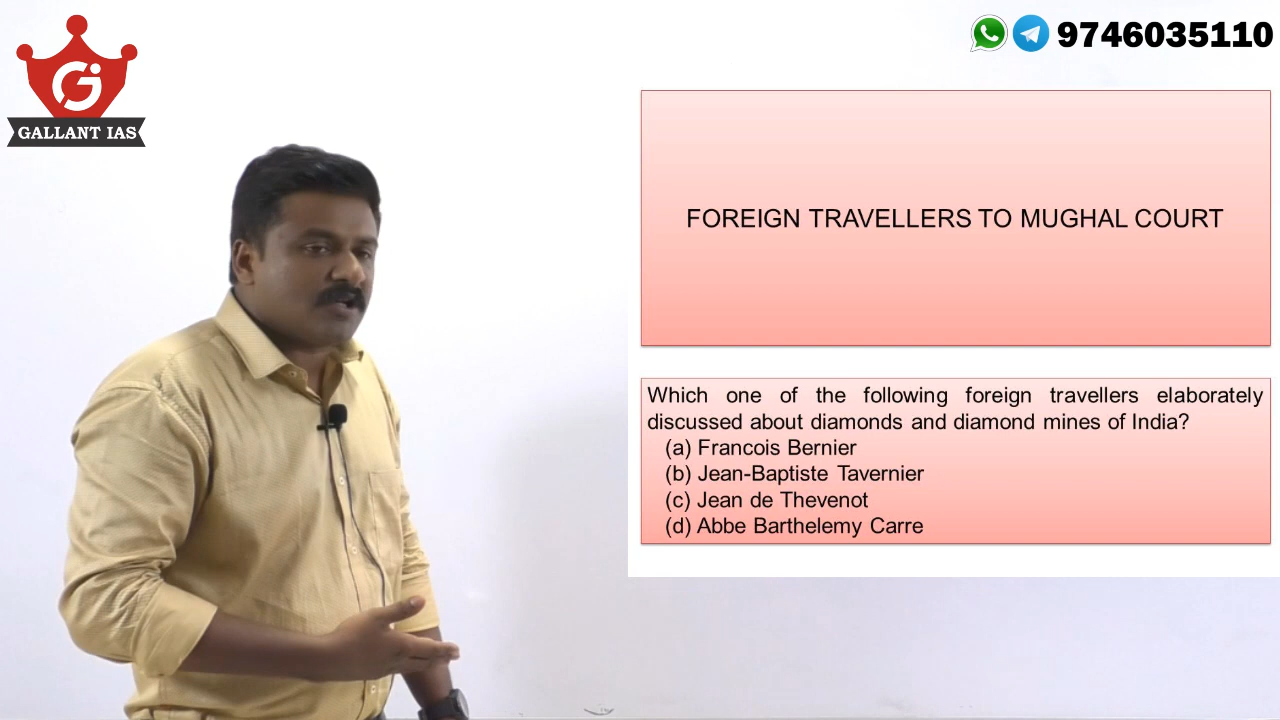 GALLANT IAS
9746035110
FOREIGN TRAVELLERS TO MUGHAL COURT
Which one of the following foreign travellers elaborately
discussed about diamonds and diamond mines of India?
(a) Francois Bernier
(b) Jean-Baptiste Tavernier
(c) Jean de Thevenot
(d) Abbe Barthelemy Carre